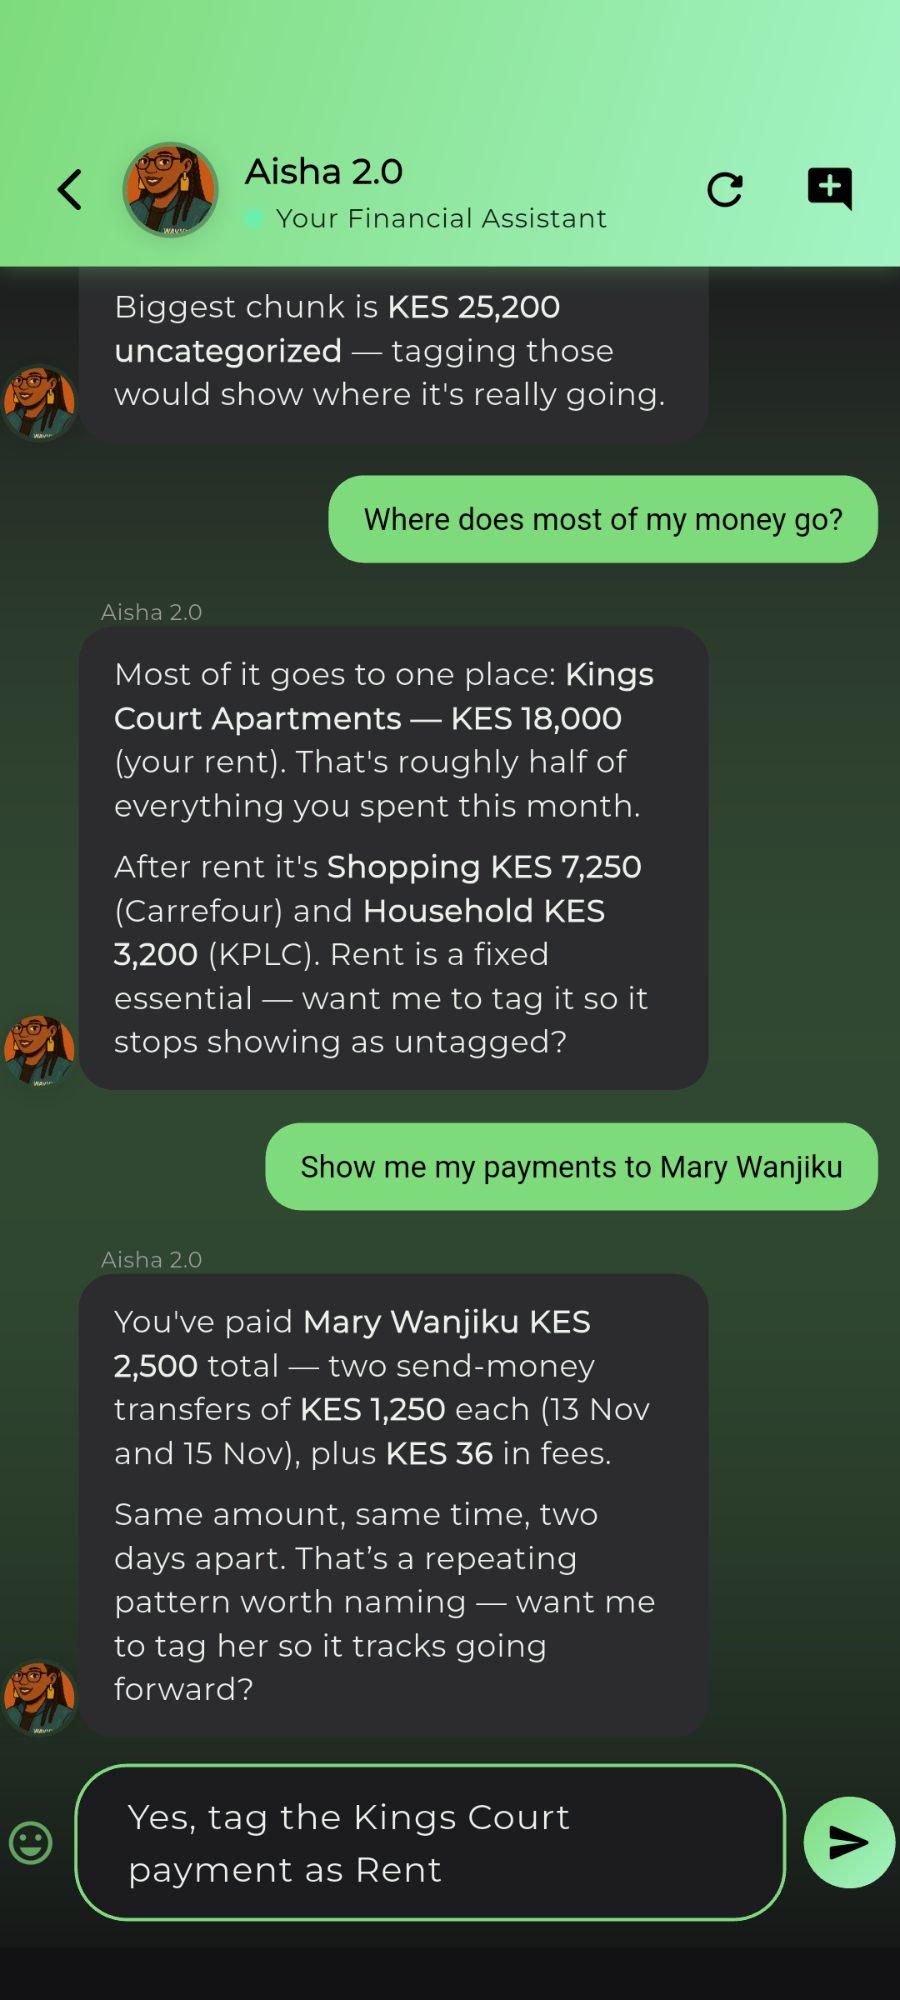 Aisha 2.0
Your Financial Assistant
Biggest chunk is KES 25,200
uncategorized — tagging those
would show where it's really going.
Where does most of my money go?
Aisha 2.0
Most of it goes to one place: Kings
Court Apartments — KES 18,000
(your rent). That's roughly half of
everything you spent this month.
After rent it's Shopping KES 7,250
(Carrefour) and Household KES
3,200 (KPLC). Rent is a fixed
essential — want me to tag it so it
stops showing as untagged?
Show me my payments to Mary Wanjiku
Aisha 2.0
You've paid Mary Wanjiku KES
2,500 total — two send-money
transfers of KES 1,250 each (13 Nov
and 15 Nov), plus KES 36 in fees.
Same amount, same time, two
days apart. That’s a repeating
pattern worth naming — want me
to tag her so it tracks going
forward?
Yes, tag the Kings Court
payment as Rent